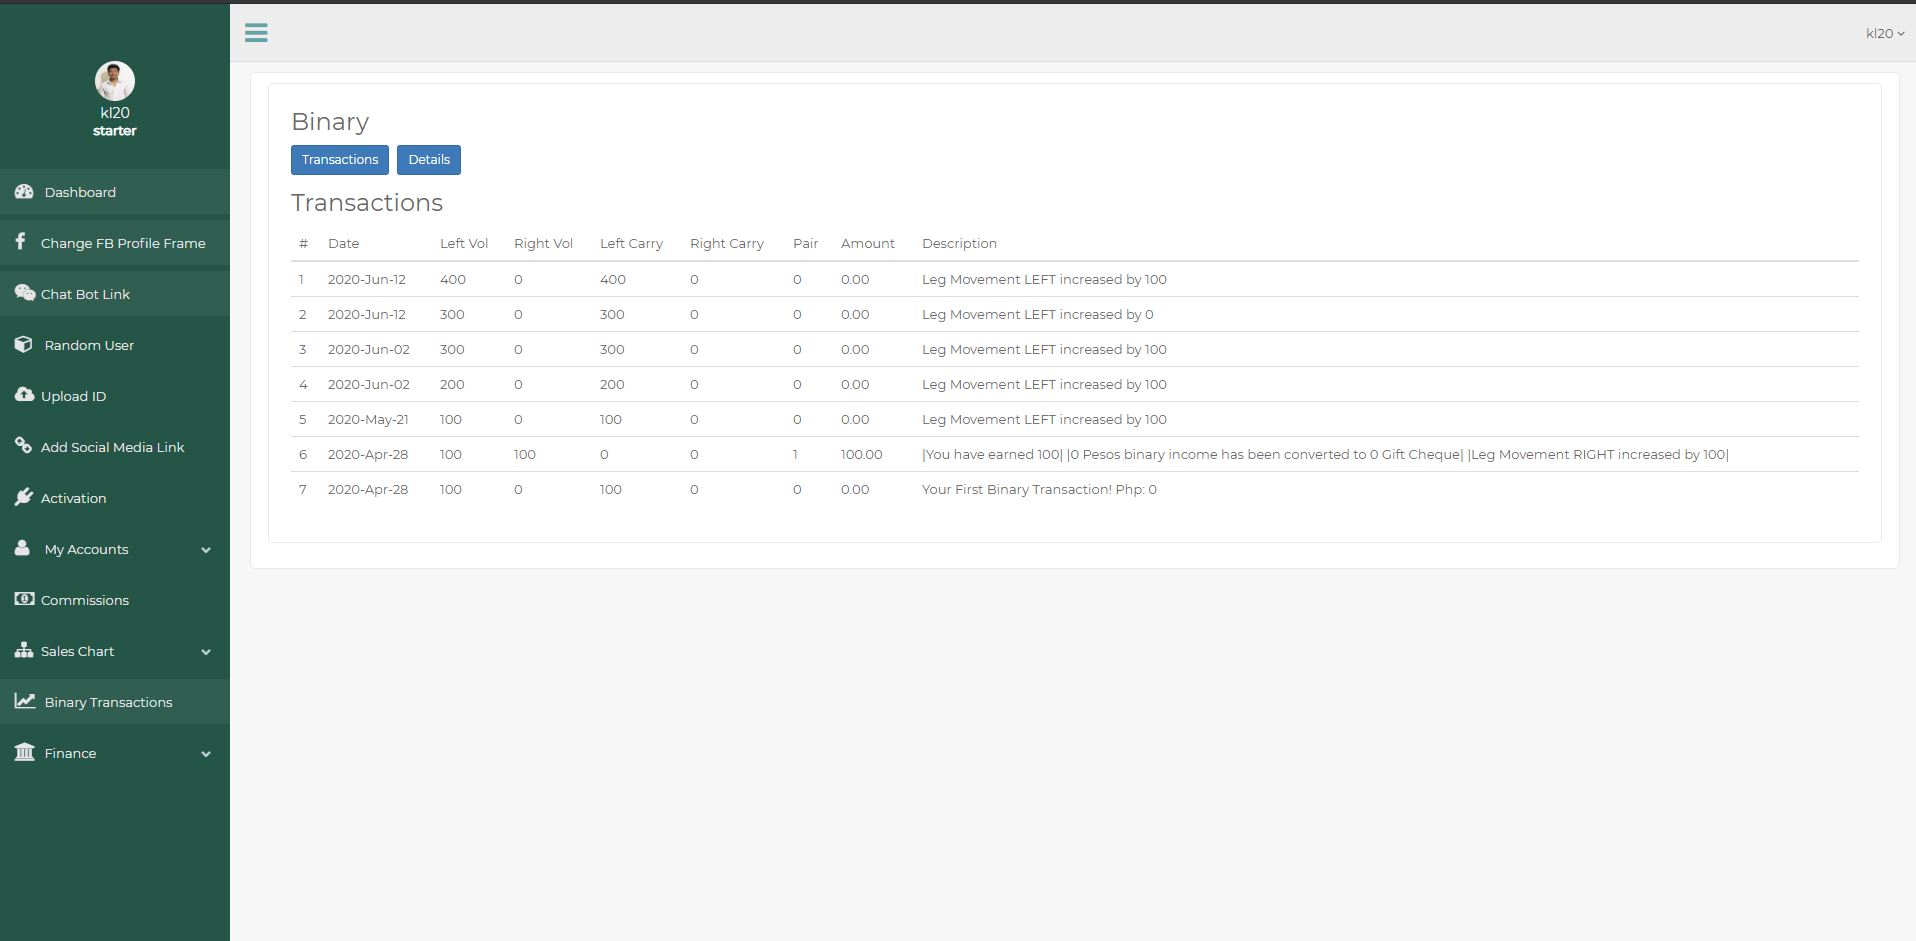 kl20
kl20
starter
Dashboard
Change FB Profile Frame
Chat Bot Link
Random User
Upload ID
Add Social Media Link
Activation
My Accounts
Commissions
Sales Chart
Binary Transactions
Finance
Binary
Transactions Details
Transactions
# Date Left Vol Right Vol Left Carry Right Carry Pair Amount Description
1 2020-Jun-12 400 0 400 0 0 0.00 Leg Movement LEFT increased by 100
2 2020-Jun-12 300 0 300 0 0 0.00 Leg Movement LEFT increased by 0
3 2020-Jun-02 300 0 300 0 0 0.00 Leg Movement LEFT increased by 100
4 2020-Jun-02 200 0 200 0 0 0.00 Leg Movement LEFT increased by 100
5 2020-May-21 100 0 100 0 0 0.00 Leg Movement LEFT increased by 100
6 2020-Apr-28 100 100 0 0 1 100.00 |You have earned 100| |0 Pesos binary income has been converted to 0 Gift Cheque| |Leg Movement RIGHT increased by 100|
7 2020-Apr-28 100 0 100 0 0 0.00 Your First Binary Transaction! Php: 0